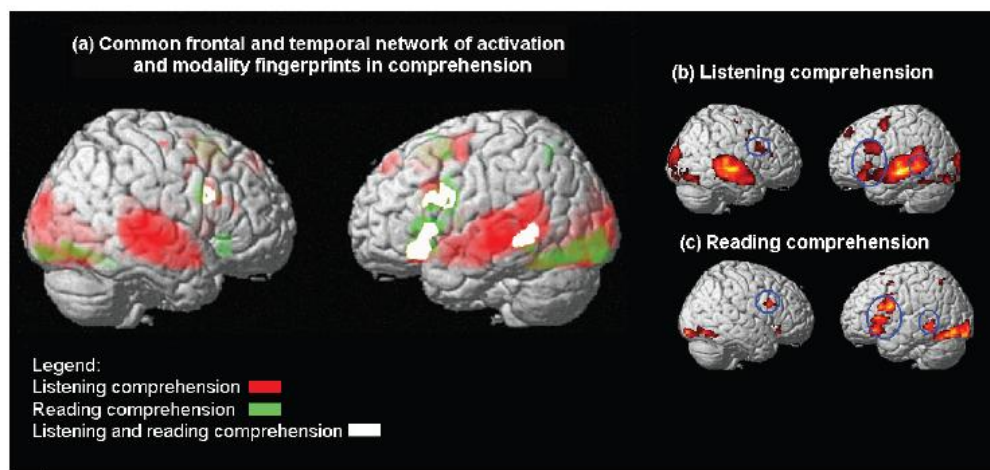 (a) Common frontal and temporal network of activation
and modality fingerprints in comprehension
(b) Listening comprehension
(c) Reading comprehension
Legend:
Listening comprehension
Reading comprehension
Listening and reading comprehension